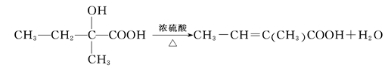 OH
CH₃—CH₂—C—COOH 浓硫酸 △ CH₃—CH=C(CH₃)COOH+H₂O
CH₃